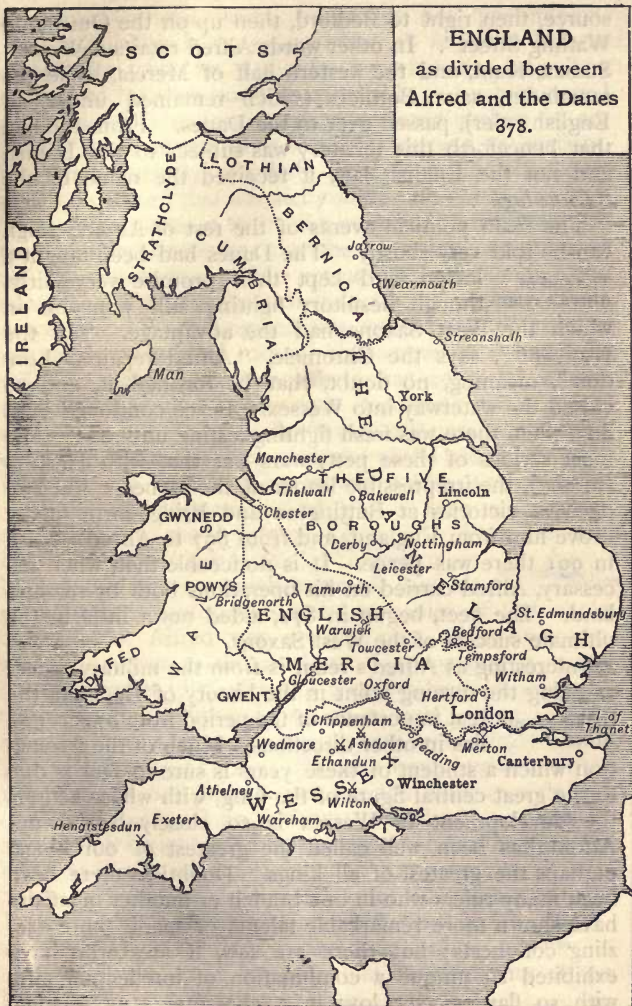 ENGLAND
as divided between
Alfred and the Danes
878.
SCOTS
LOTHIAN
STRATHCLYDE
BERNICIA
CUMBRIA
Jarrow
Wearmouth
IRELAND
Streonshalh
Man
THE DANELAGH
York
Manchester
THE FIVE
Thelwall
Bakewell
Lincoln
Chester
BOROUGHS
GWYNEDD
Derby
Nottingham
Leicester
WALES
POWYS
Tamworth
Stamford
Bridgenorth
ENGLISH
St. Edmundsbury
Warwick
Bedford
Towcester
DYFED
MERCIA
Tempsford
Gloucester
Witham
GWENT
Oxford
Hertford
London
I. of
Thanet
Chippenham
Wedmore
Ashdown
Reading
Merton
Ethandun
Canterbury
Athelney
WESSEX
Winchester
Wilton
Exeter
Wareham
Hengistesdun